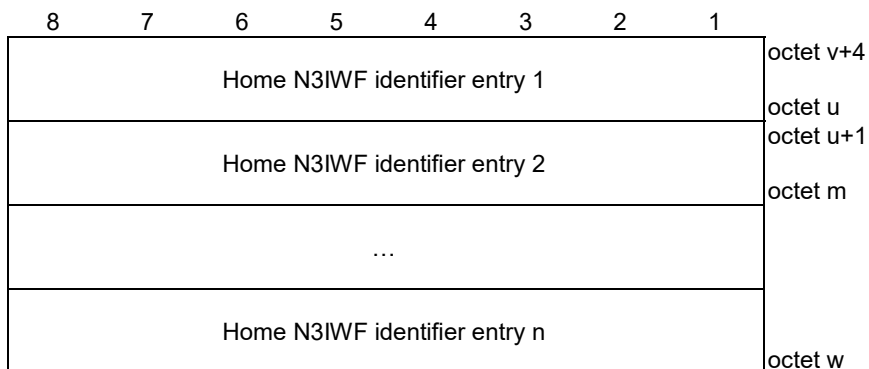 8 7 6 5 4 3 2 1
octet v+4
Home N3IWF identifier entry 1
octet u
octet u+1
Home N3IWF identifier entry 2
octet m
…
Home N3IWF identifier entry n
octet w